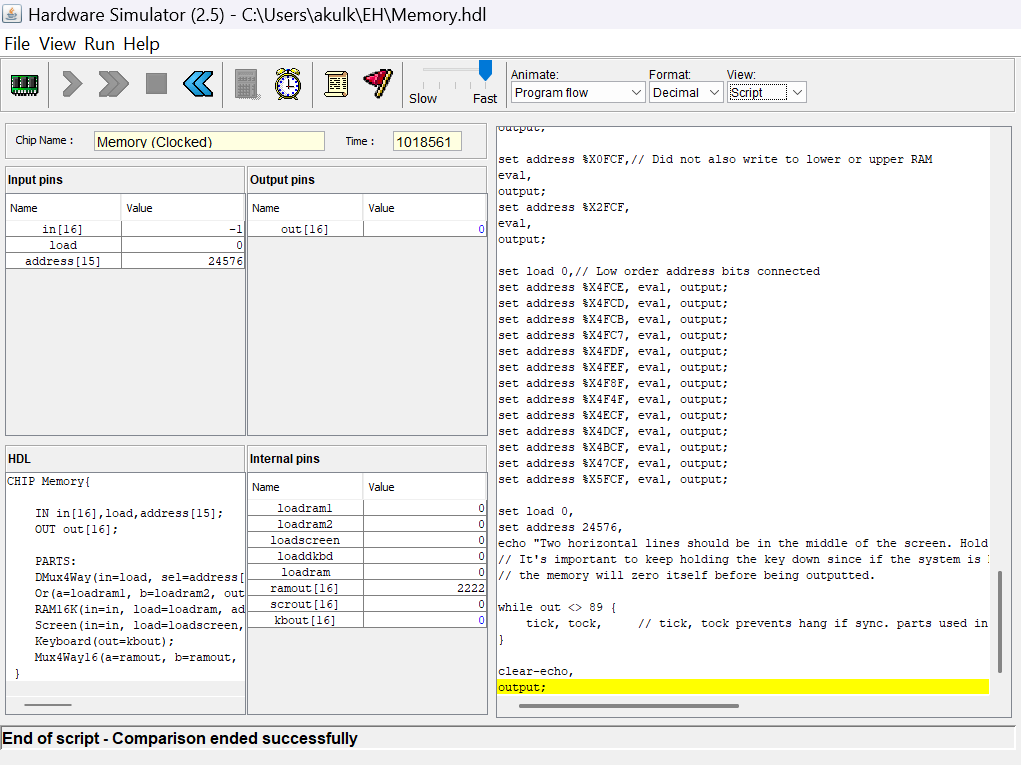 Hardware Simulator (2.5) - C:\Users\akulk\EH\Memory.hdl
File View Run Help
Slow Fast
Animate: Format: View:
Program flow Decimal Script
Chip Name : Memory (Clocked) Time : 1018561
Input pins
Name Value
in[16] -1
load 0
address[15] 24576
Output pins
Name Value
out[16] 0
HDL
CHIP Memory{
IN in[16],load,address[15];
OUT out[16];
PARTS:
DMux4Way(in=load, sel=address[
Or(a=loadram1, b=loadram2, out
RAM16K(in=in, load=loadram, ad
Screen(in=in, load=loadscreen,
Keyboard(out=kbout);
Mux4Way16(a=ramout, b=ramout,
}
Internal pins
Name Value
loadram1 0
loadram2 0
loadscreen 0
loaddkbd 0
loadram 0
ramout[16] 2222
scrout[16] 0
kbout[16] 0
output;
set address %X0FCF,// Did not also write to lower or upper RAM
eval,
output;
set address %X2FCF,
eval,
output;
set load 0,// Low order address bits connected
set address %X4FCE, eval, output;
set address %X4FCD, eval, output;
set address %X4FCB, eval, output;
set address %X4FC7, eval, output;
set address %X4FDF, eval, output;
set address %X4FEF, eval, output;
set address %X4F8F, eval, output;
set address %X4F4F, eval, output;
set address %X4ECF, eval, output;
set address %X4DCF, eval, output;
set address %X4BCF, eval, output;
set address %X47CF, eval, output;
set address %X5FCF, eval, output;
set load 0,
set address 24576,
echo "Two horizontal lines should be in the middle of the screen. Hold
// It's important to keep holding the key down since if the system is
// the memory will zero itself before being outputted.
while out <> 89 {
tick, tock, // tick, tock prevents hang if sync. parts used in
}
clear-echo,
output;
End of script - Comparison ended successfully